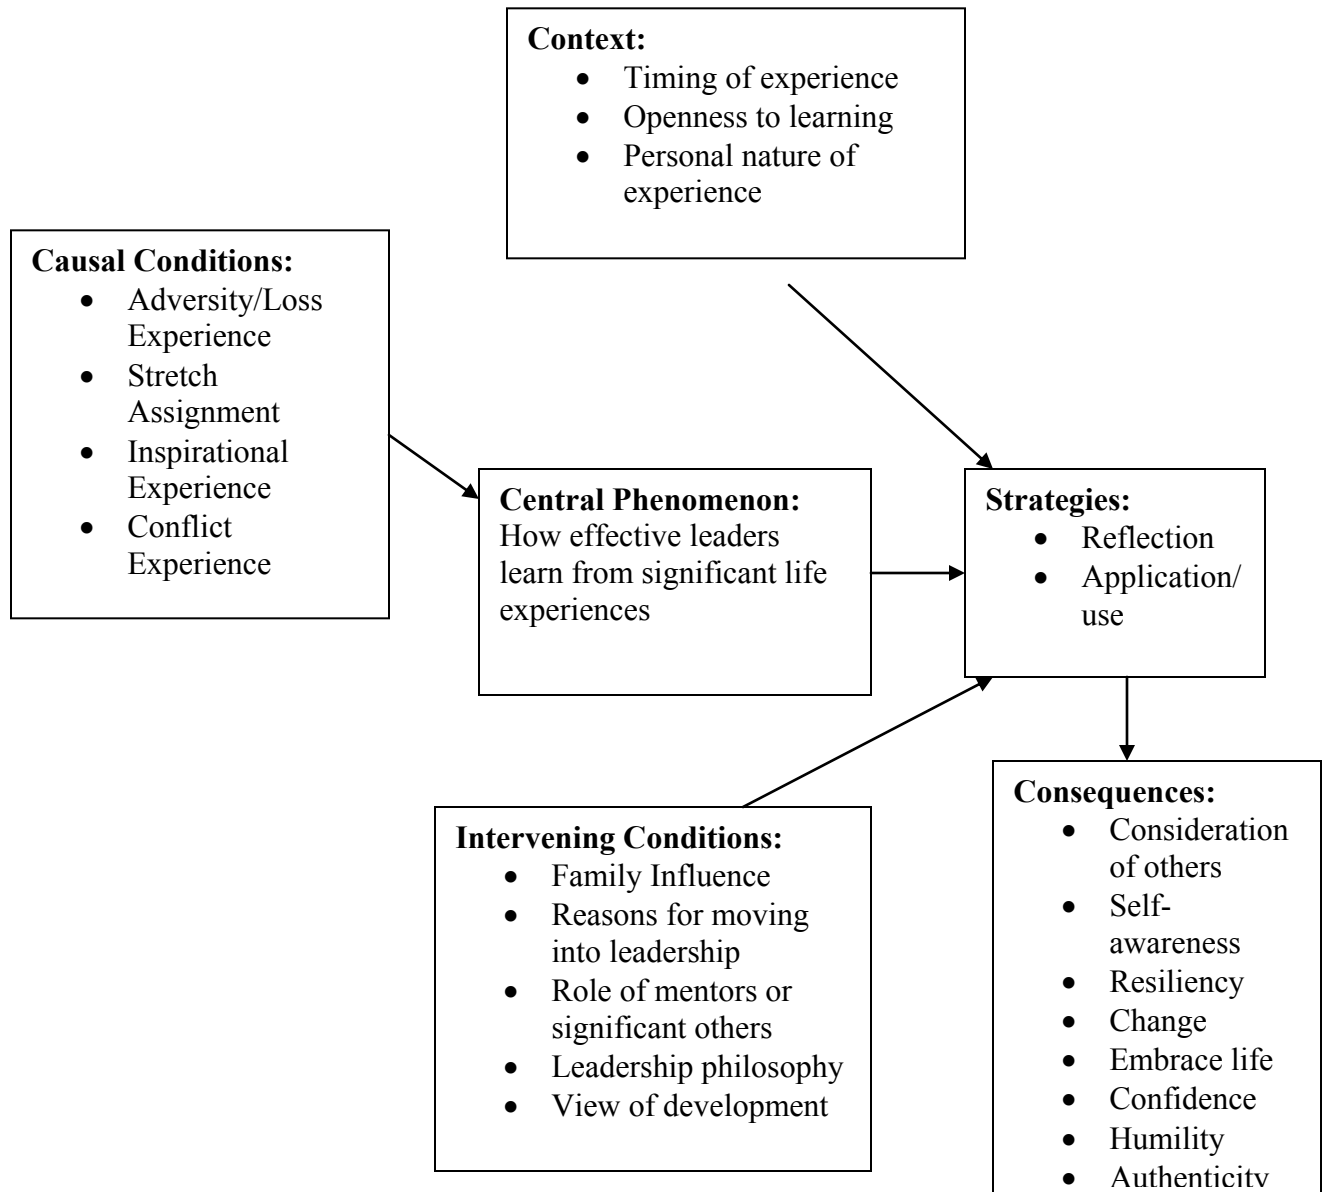 Context:
• Timing of experience
• Openness to learning
• Personal nature of
experience
Causal Conditions:
• Adversity/Loss
Experience
• Stretch
Assignment
• Inspirational
Experience
• Conflict
Experience
Central Phenomenon:
How effective leaders
learn from significant life
experiences
Strategies:
• Reflection
• Application/
use
Intervening Conditions:
• Family Influence
• Reasons for moving
into leadership
• Role of mentors or
significant others
• Leadership philosophy
• View of development
Consequences:
• Consideration
of others
• Self-
awareness
• Resiliency
• Change
• Embrace life
• Confidence
• Humility
• Authenticity